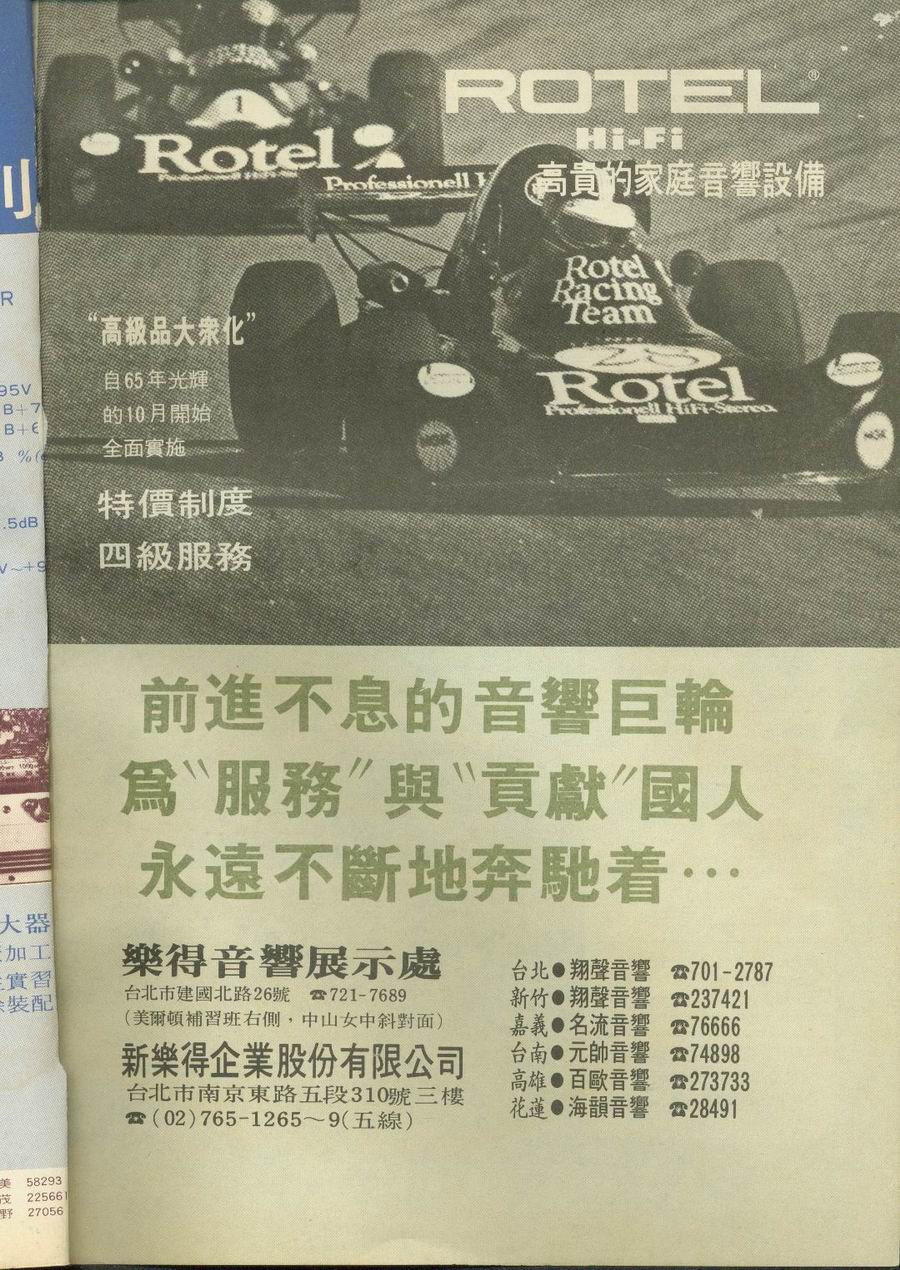 ROTEL®
Hi-Fi
高貴的家庭音響設備
1
Rotel
Professionell HiFi-Ste
Professionell H
Rotel
Racing
Team
25
Rotel
Professionell HiFi-Stereo
“高級品大眾化”
自65年光輝
的10月開始
全面實施
特價制度
四級服務
前進不息的音響巨輪
爲“服務”與“貢獻”國人
永遠不斷地奔馳着…
樂得音響展示處
台北市建國北路26號 ☎721-7689
(美爾頓補習班右側，中山女中斜對面)
新樂得企業股份有限公司
台北市南京東路五段310號三樓
☎(02)765-1265～9(五線)
台北●翔聲音響 ☎701-2787
新竹●翔聲音響 ☎237421
嘉義●名流音響 ☎76666
台南●元帥音響 ☎74898
高雄●百歐音響 ☎273733
花蓮●海韻音響 ☎28491
R
95V
B+7
B+6
%(
.5dB
V～+9
大器
加工
實習
裝配
美 58293
茂 225661
野 27056